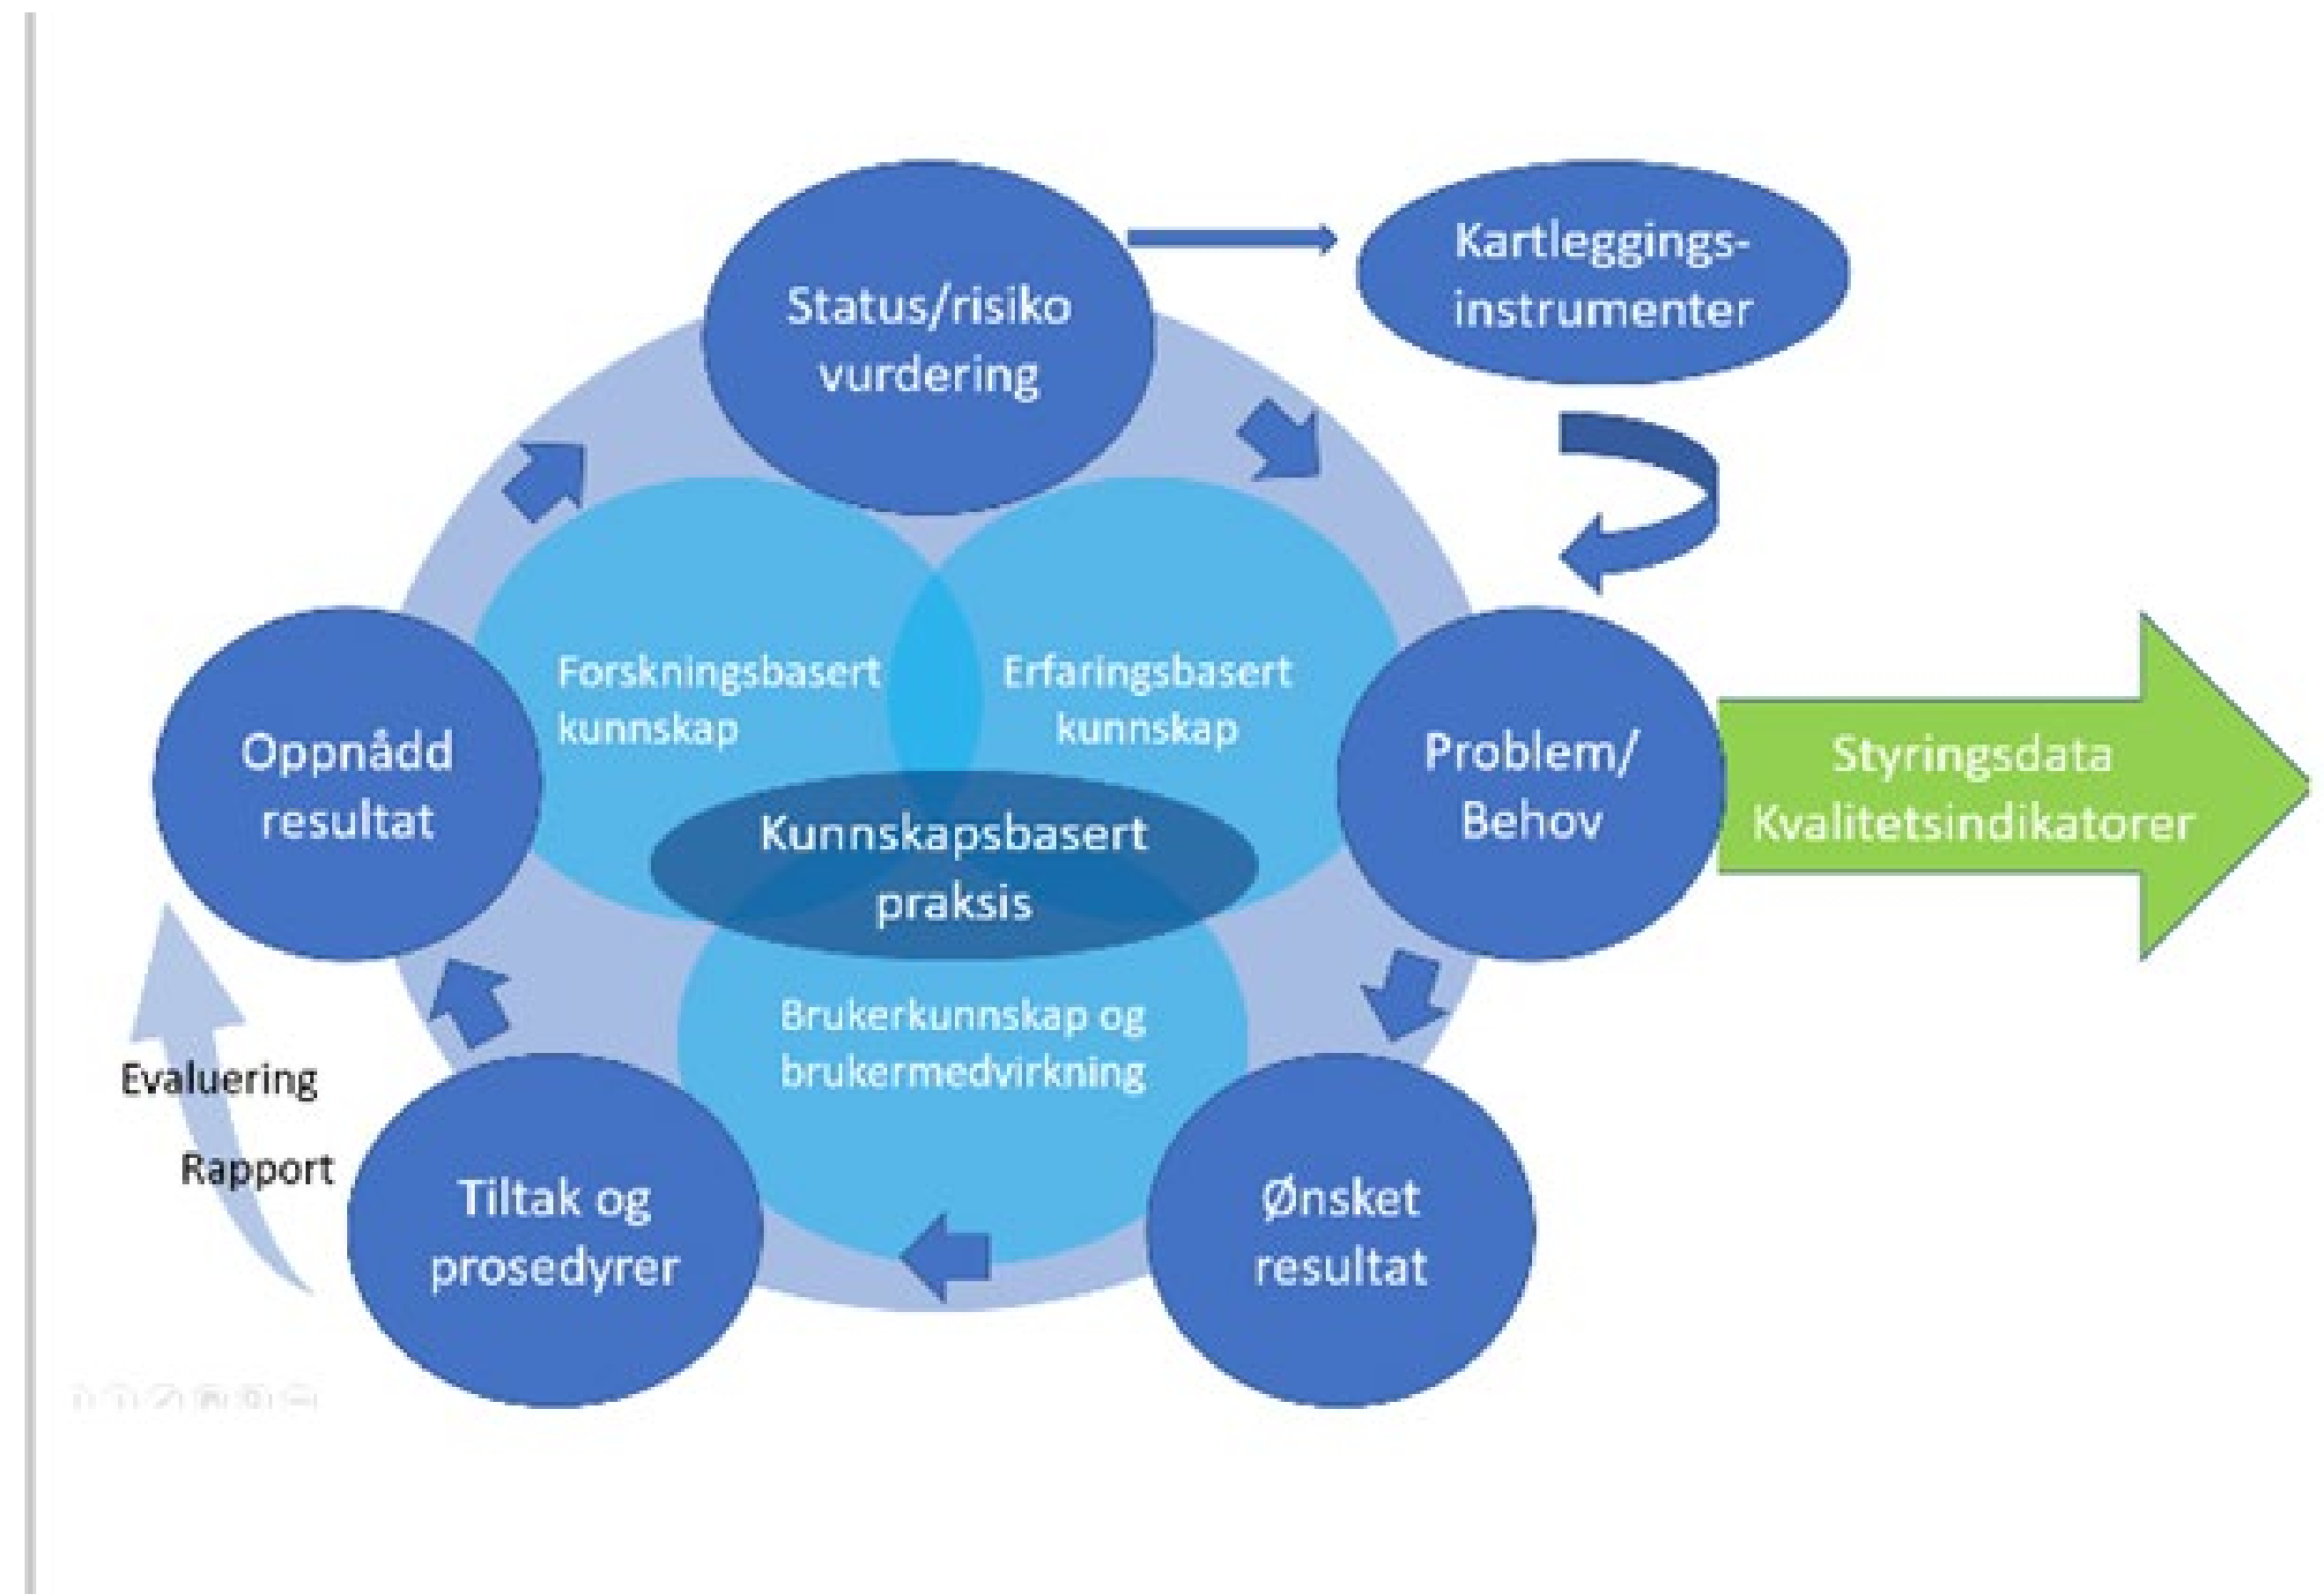 Status/risiko
vurdering
Kartleggings-
instrumenter
Forskningsbasert
kunnskap
Erfaringsbasert
kunnskap
Oppnådd
resultat
Problem/
Behov
Styringsdata
Kvalitetsindikatorer
Kunnskapsbasert
praksis
Brukerkunnskap og
brukermedvirkning
Evaluering
Rapport
Tiltak og
prosedyrer
Ønsket
resultat